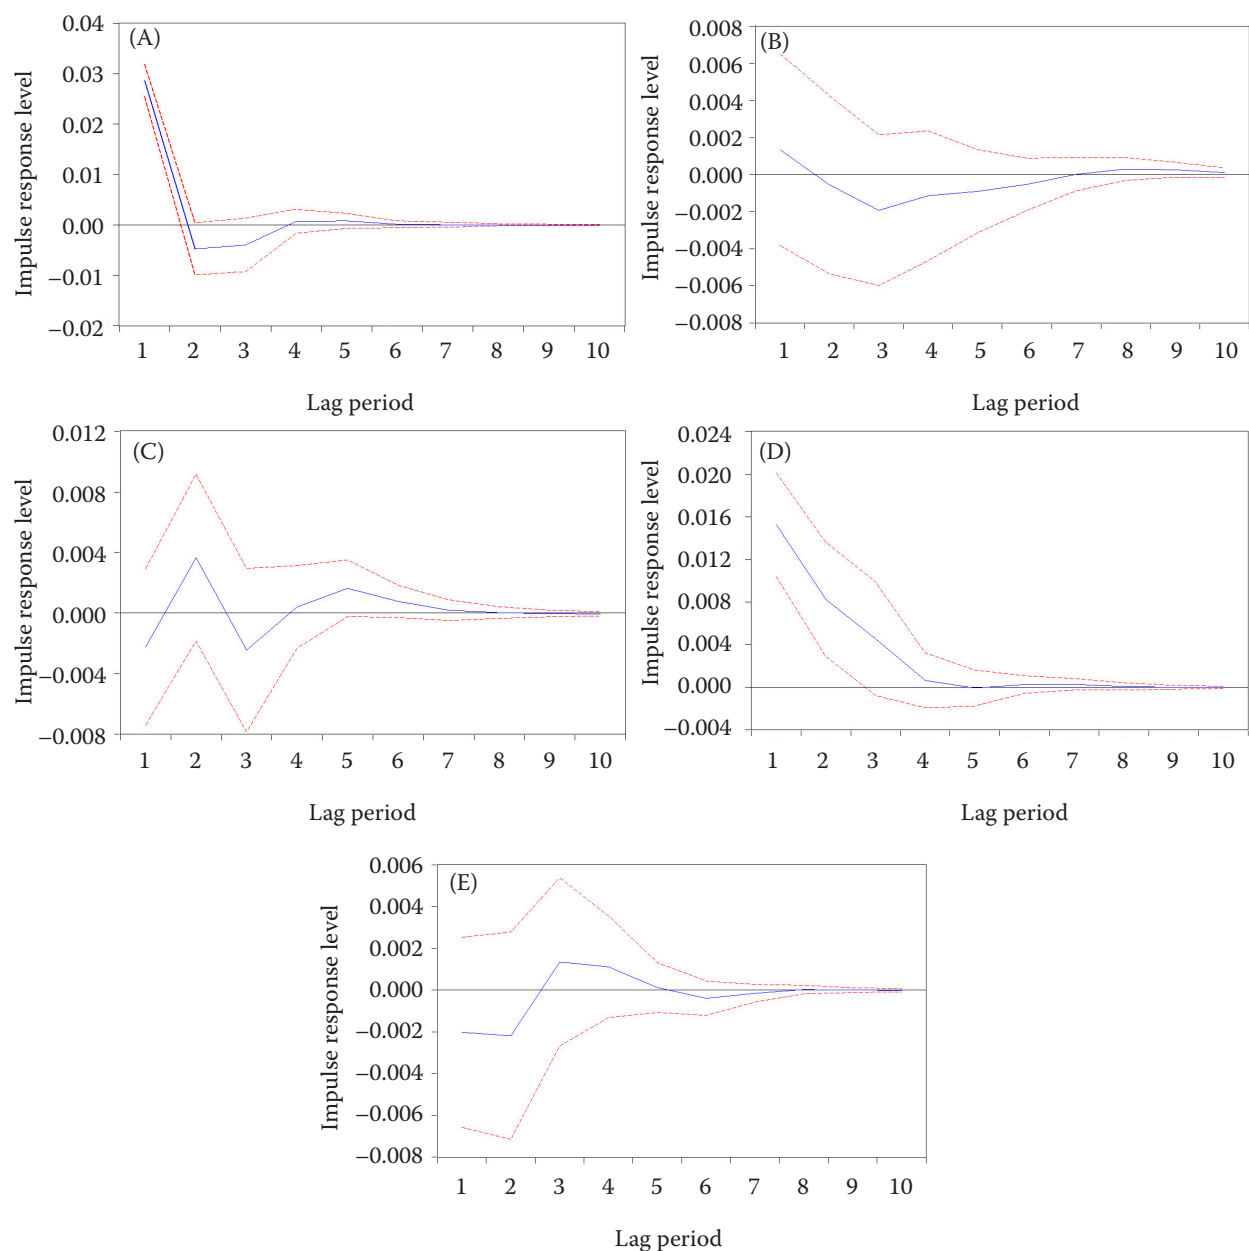 (A)
Impulse response level
0.04
0.03
0.02
0.01
0.00
−0.01
−0.02
1 2 3 4 5 6 7 8 9 10
Lag period
(B)
Impulse response level
0.008
0.006
0.004
0.002
0.000
−0.002
−0.004
−0.006
−0.008
1 2 3 4 5 6 7 8 9 10
Lag period
(C)
Impulse response level
0.012
0.008
0.004
0.000
−0.004
−0.008
1 2 3 4 5 6 7 8 9 10
Lag period
(D)
Impulse response level
0.024
0.020
0.016
0.012
0.008
0.004
0.000
−0.004
1 2 3 4 5 6 7 8 9 10
Lag period
(E)
Impulse response level
0.006
0.004
0.002
0.000
−0.002
−0.004
−0.006
−0.008
1 2 3 4 5 6 7 8 9 10
Lag period